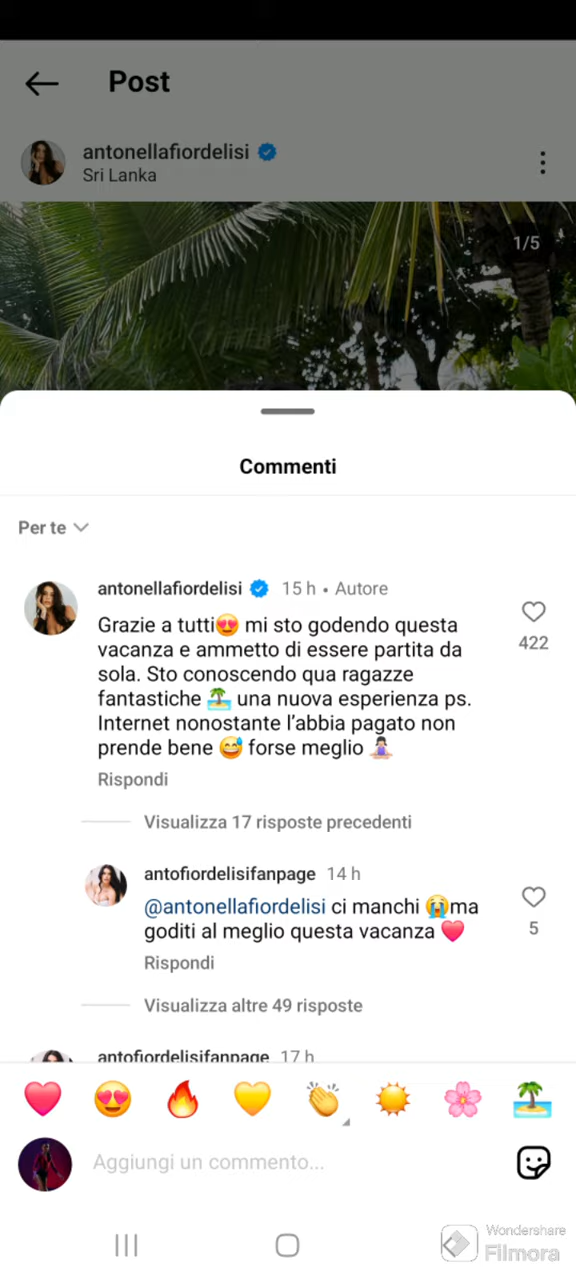 Post
antonellafiordelisi
Sri Lanka
1/5
Commenti
Per te
antonellafiordelisi 15 h • Autore
Grazie a tutti😍 mi sto godendo questa
vacanza e ammetto di essere partita da
sola. Sto conoscendo qua ragazze
fantastiche 🏝️ una nuova esperienza ps.
Internet nonostante l'abbia pagato non
prende bene 😅 forse meglio 🧘🏻‍♀️
422
Rispondi
Visualizza 17 risposte precedenti
antofiordelisifanpage 14 h
@antonellafiordelisi ci manchi 😭ma
goditi al meglio questa vacanza ❤️
5
Rispondi
Visualizza altre 49 risposte
antofiordelisifanpage 17 h
Aggiungi un commento...
Wondershare
Filmora